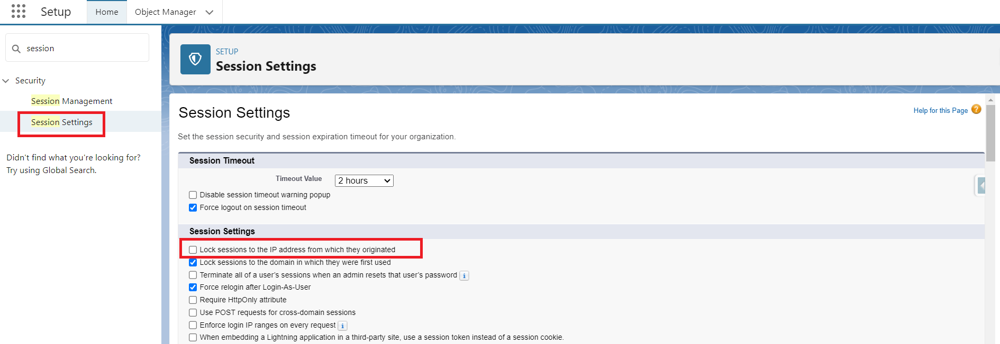 Setup
Home
Object Manager
session
Security
Session Management
Session Settings
Didn't find what you're looking for?
Try using Global Search.
SETUP
Session Settings
Session Settings
Help for this Page ?
Set the session security and session expiration timeout for your organization.
Session Timeout
Timeout Value 2 hours
Disable session timeout warning popup
Force logout on session timeout
Session Settings
Lock sessions to the IP address from which they originated
Lock sessions to the domain in which they were first used
Terminate all of a user's sessions when an admin resets that user's password i
Force relogin after Login-As-User
Require HttpOnly attribute
Use POST requests for cross-domain sessions
Enforce login IP ranges on every request i
When embedding a Lightning application in a third-party site, use a session token instead of a session cookie.